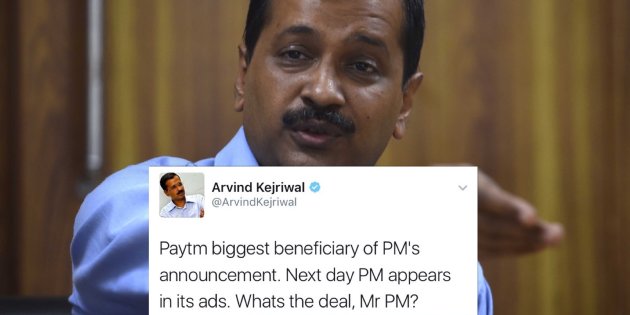 Arvind Kejriwal
@ArvindKejriwal
Paytm biggest beneficiary of PM's
announcement. Next day PM appears
in its ads. Whats the deal, Mr PM?